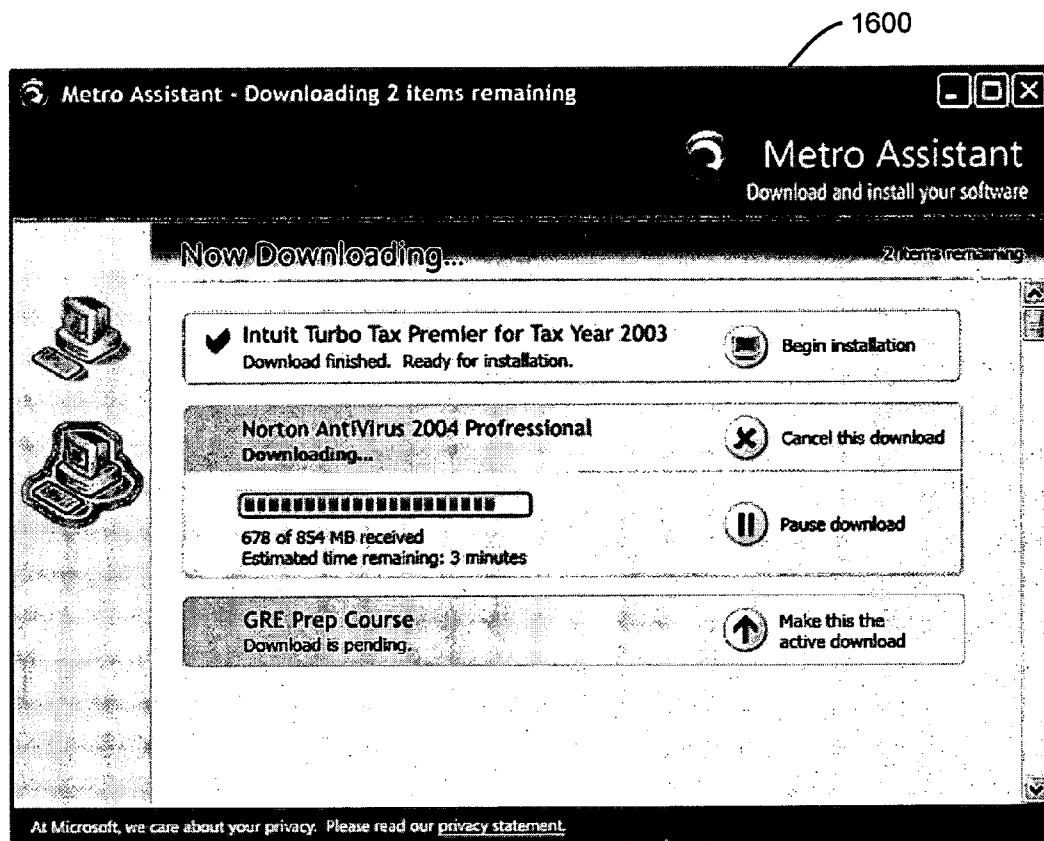 1600
Metro Assistant - Downloading 2 items remaining
Metro Assistant
Download and install your software
Now Downloading...
2 items remaining
Intuit Turbo Tax Premier for Tax Year 2003
Download finished. Ready for installation.
Begin installation
Norton AntiVirus 2004 Profressional
Downloading...
Cancel this download
678 of 854 MB received
Estimated time remaining: 3 minutes
Pause download
GRE Prep Course
Download is pending.
Make this the
active download
At Microsoft, we care about your privacy. Please read our privacy statement.